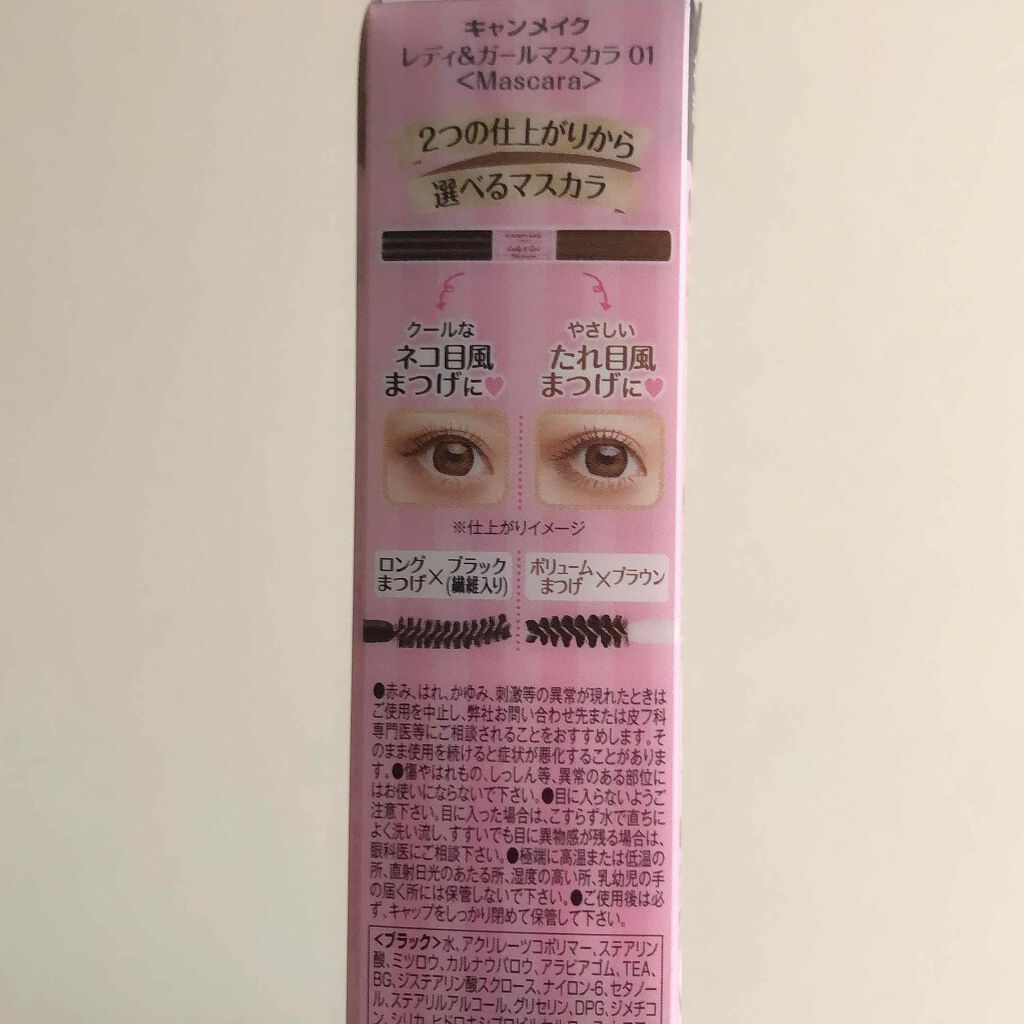 キャンメイク
レディ&ガールマスカラ 01
<Mascara>
2つの仕上がりから
選べるマスカラ
クールな
ネコ目風
まつげに♥
やさしい
たれ目風
まつげに♥
※仕上がりイメージ
ロング
まつげ×ブラック
(繊維入り)
ボリューム
まつげ×ブラウン
●赤み、はれ、かゆみ、刺激等の異常が現れたときは
ご使用を中止し、弊社お問い合わせ先または皮フ科
専門医等にご相談されることをおすすめします。そ
のまま使用を続けると症状が悪化することがありま
す。●傷やはれもの、しっしん等、異常のある部位に
はお使いにならないで下さい。●目に入らないようご
注意下さい。目に入った場合は、こすらず水で直ちに
よく洗い流し、すすいでも目に異物感が残る場合は、
眼科医にご相談下さい。●極端に高温または低温の
所、直射日光のあたる所、湿度の高い所、乳幼児の手
の届く所には保管しないで下さい。●ご使用後は必
ず、キャップをしっかり閉めて保管して下さい。
<ブラック>水、アクリレーツコポリマー、ステアリン
酸、ミツロウ、カルナウバロウ、アラビアゴム、TEA、
BG、ジステアリン酸スクロース、ナイロン-6、セタノー
ル、ステアリルアルコール、グリセリン、DPG、ジメチコ
ン、シリカ、ヒドロキシプロピルセルロース